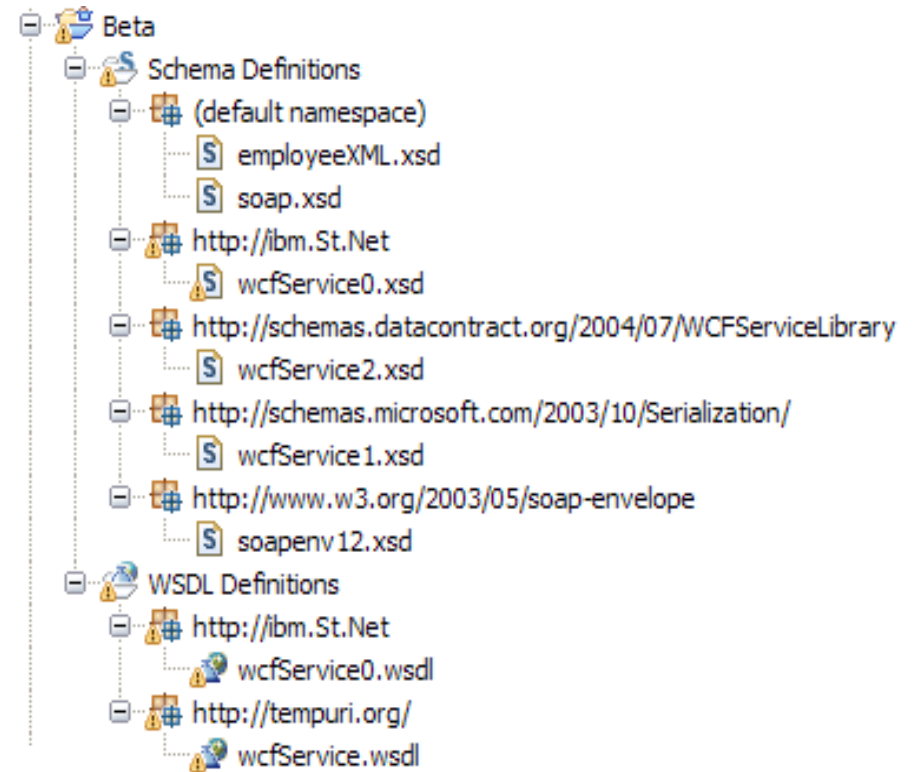 Beta
Schema Definitions
(default namespace)
employeeXML.xsd
soap.xsd
http://ibm.St.Net
wcfService0.xsd
http://schemas.datacontract.org/2004/07/WCFServiceLibrary
wcfService2.xsd
http://schemas.microsoft.com/2003/10/Serialization/
wcfService1.xsd
http://www.w3.org/2003/05/soap-envelope
soapenv12.xsd
WSDL Definitions
http://ibm.St.Net
wcfService0.wsdl
http://tempuri.org/
wcfService.wsdl